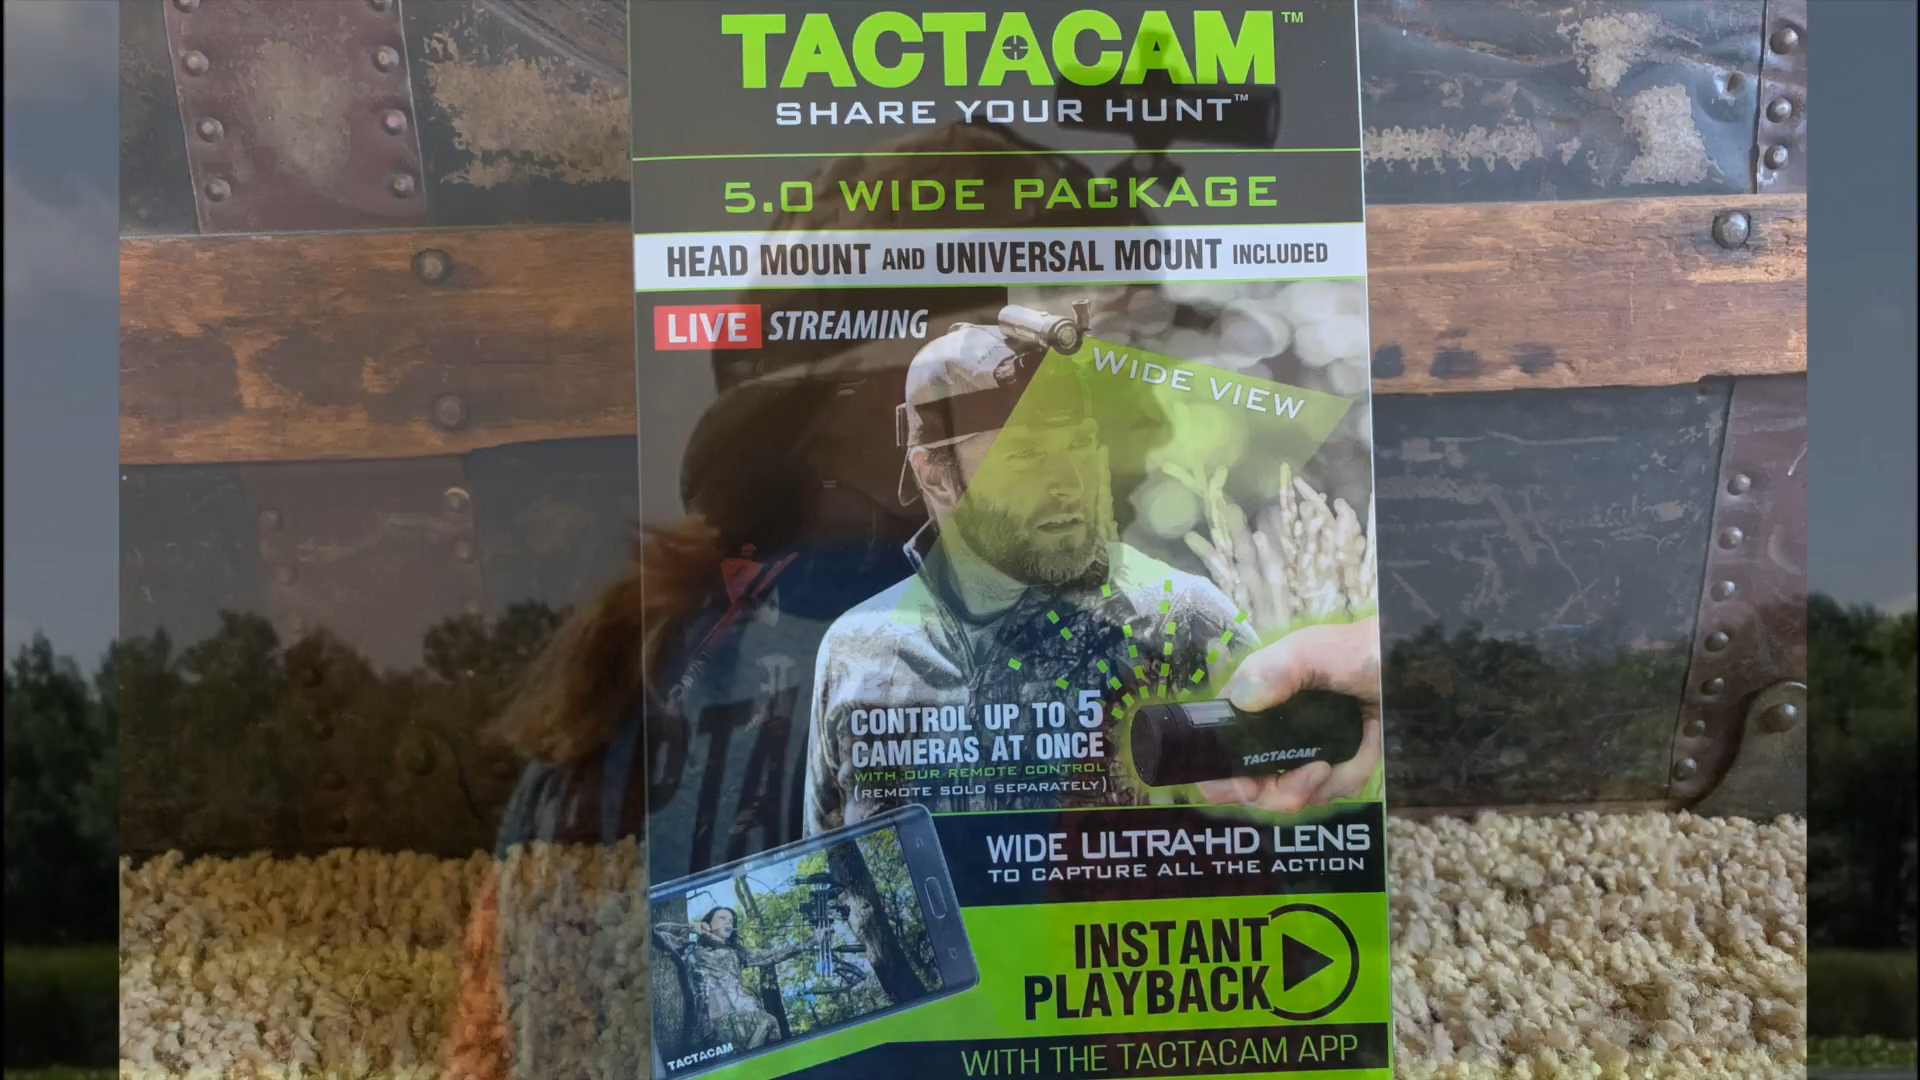 TACTACAM™
SHARE YOUR HUNT™
5.0 WIDE PACKAGE
HEAD MOUNT AND UNIVERSAL MOUNT INCLUDED
LIVE STREAMING
WIDE VIEW
CONTROL UP TO 5
CAMERAS AT ONCE
WITH OUR REMOTE CONTROL
(REMOTE SOLD SEPARATELY)
TACTACAM™
WIDE ULTRA-HD LENS
TO CAPTURE ALL THE ACTION
INSTANT
PLAYBACK
TACTACAM
WITH THE TACTACAM APP